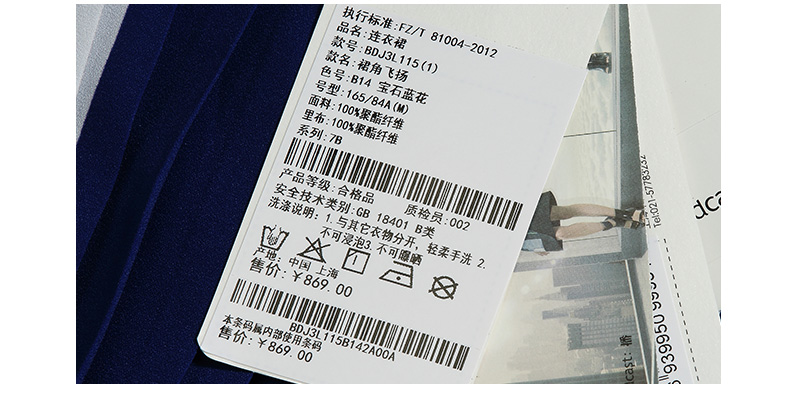 执行标准:FZ/T 81004-2012
品名:连衣裙
款号:BDJ3L115(1)
款名:裙角飞扬
色号:B14 宝石蓝花
号型:165/84A(M)
面料:100%聚酯纤维
里布:100%聚酯纤维
系列:7B
产品等级:合格品 质检员:002
安全技术类别:GB 18401 B类
洗涤说明:1.与其它衣物分开,轻柔手洗 2.
不可浸泡3.不可曝晒
产地:中国 上海
售价:¥869.00
BDJ3L115B142A00A
本条码属内部使用条码
售价:¥869.00
Tel:021-57783232
dcast
dcast: